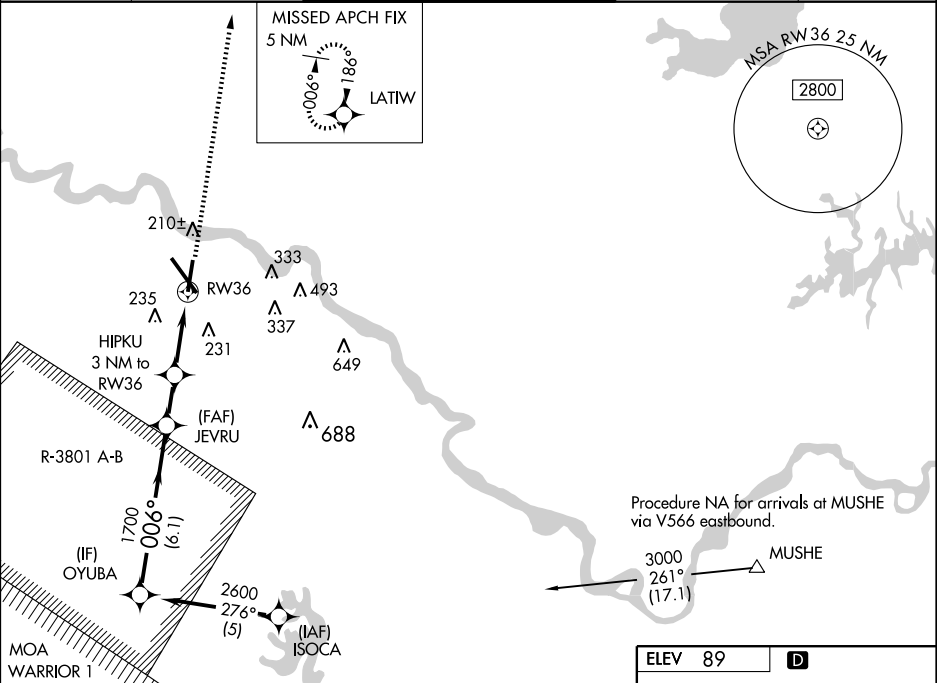 MISSED APCH FIX
5 NM
006°
186°
LATIW
MSA RW36 25 NM
2800
210±
333
493
RW36
235
337
231
HIPKU
3 NM to
RW36
649
(FAF)
JEVRU
688
R-3801 A-B
1700
006°
(6.1)
Procedure NA for arrivals at MUSHE
via V566 eastbound.
(IF)
OYUBA
3000
261°
(17.1)
MUSHE
2600
276°
(5)
(IAF)
ISOCA
MOA
WARRIOR 1
ELEV 89
D